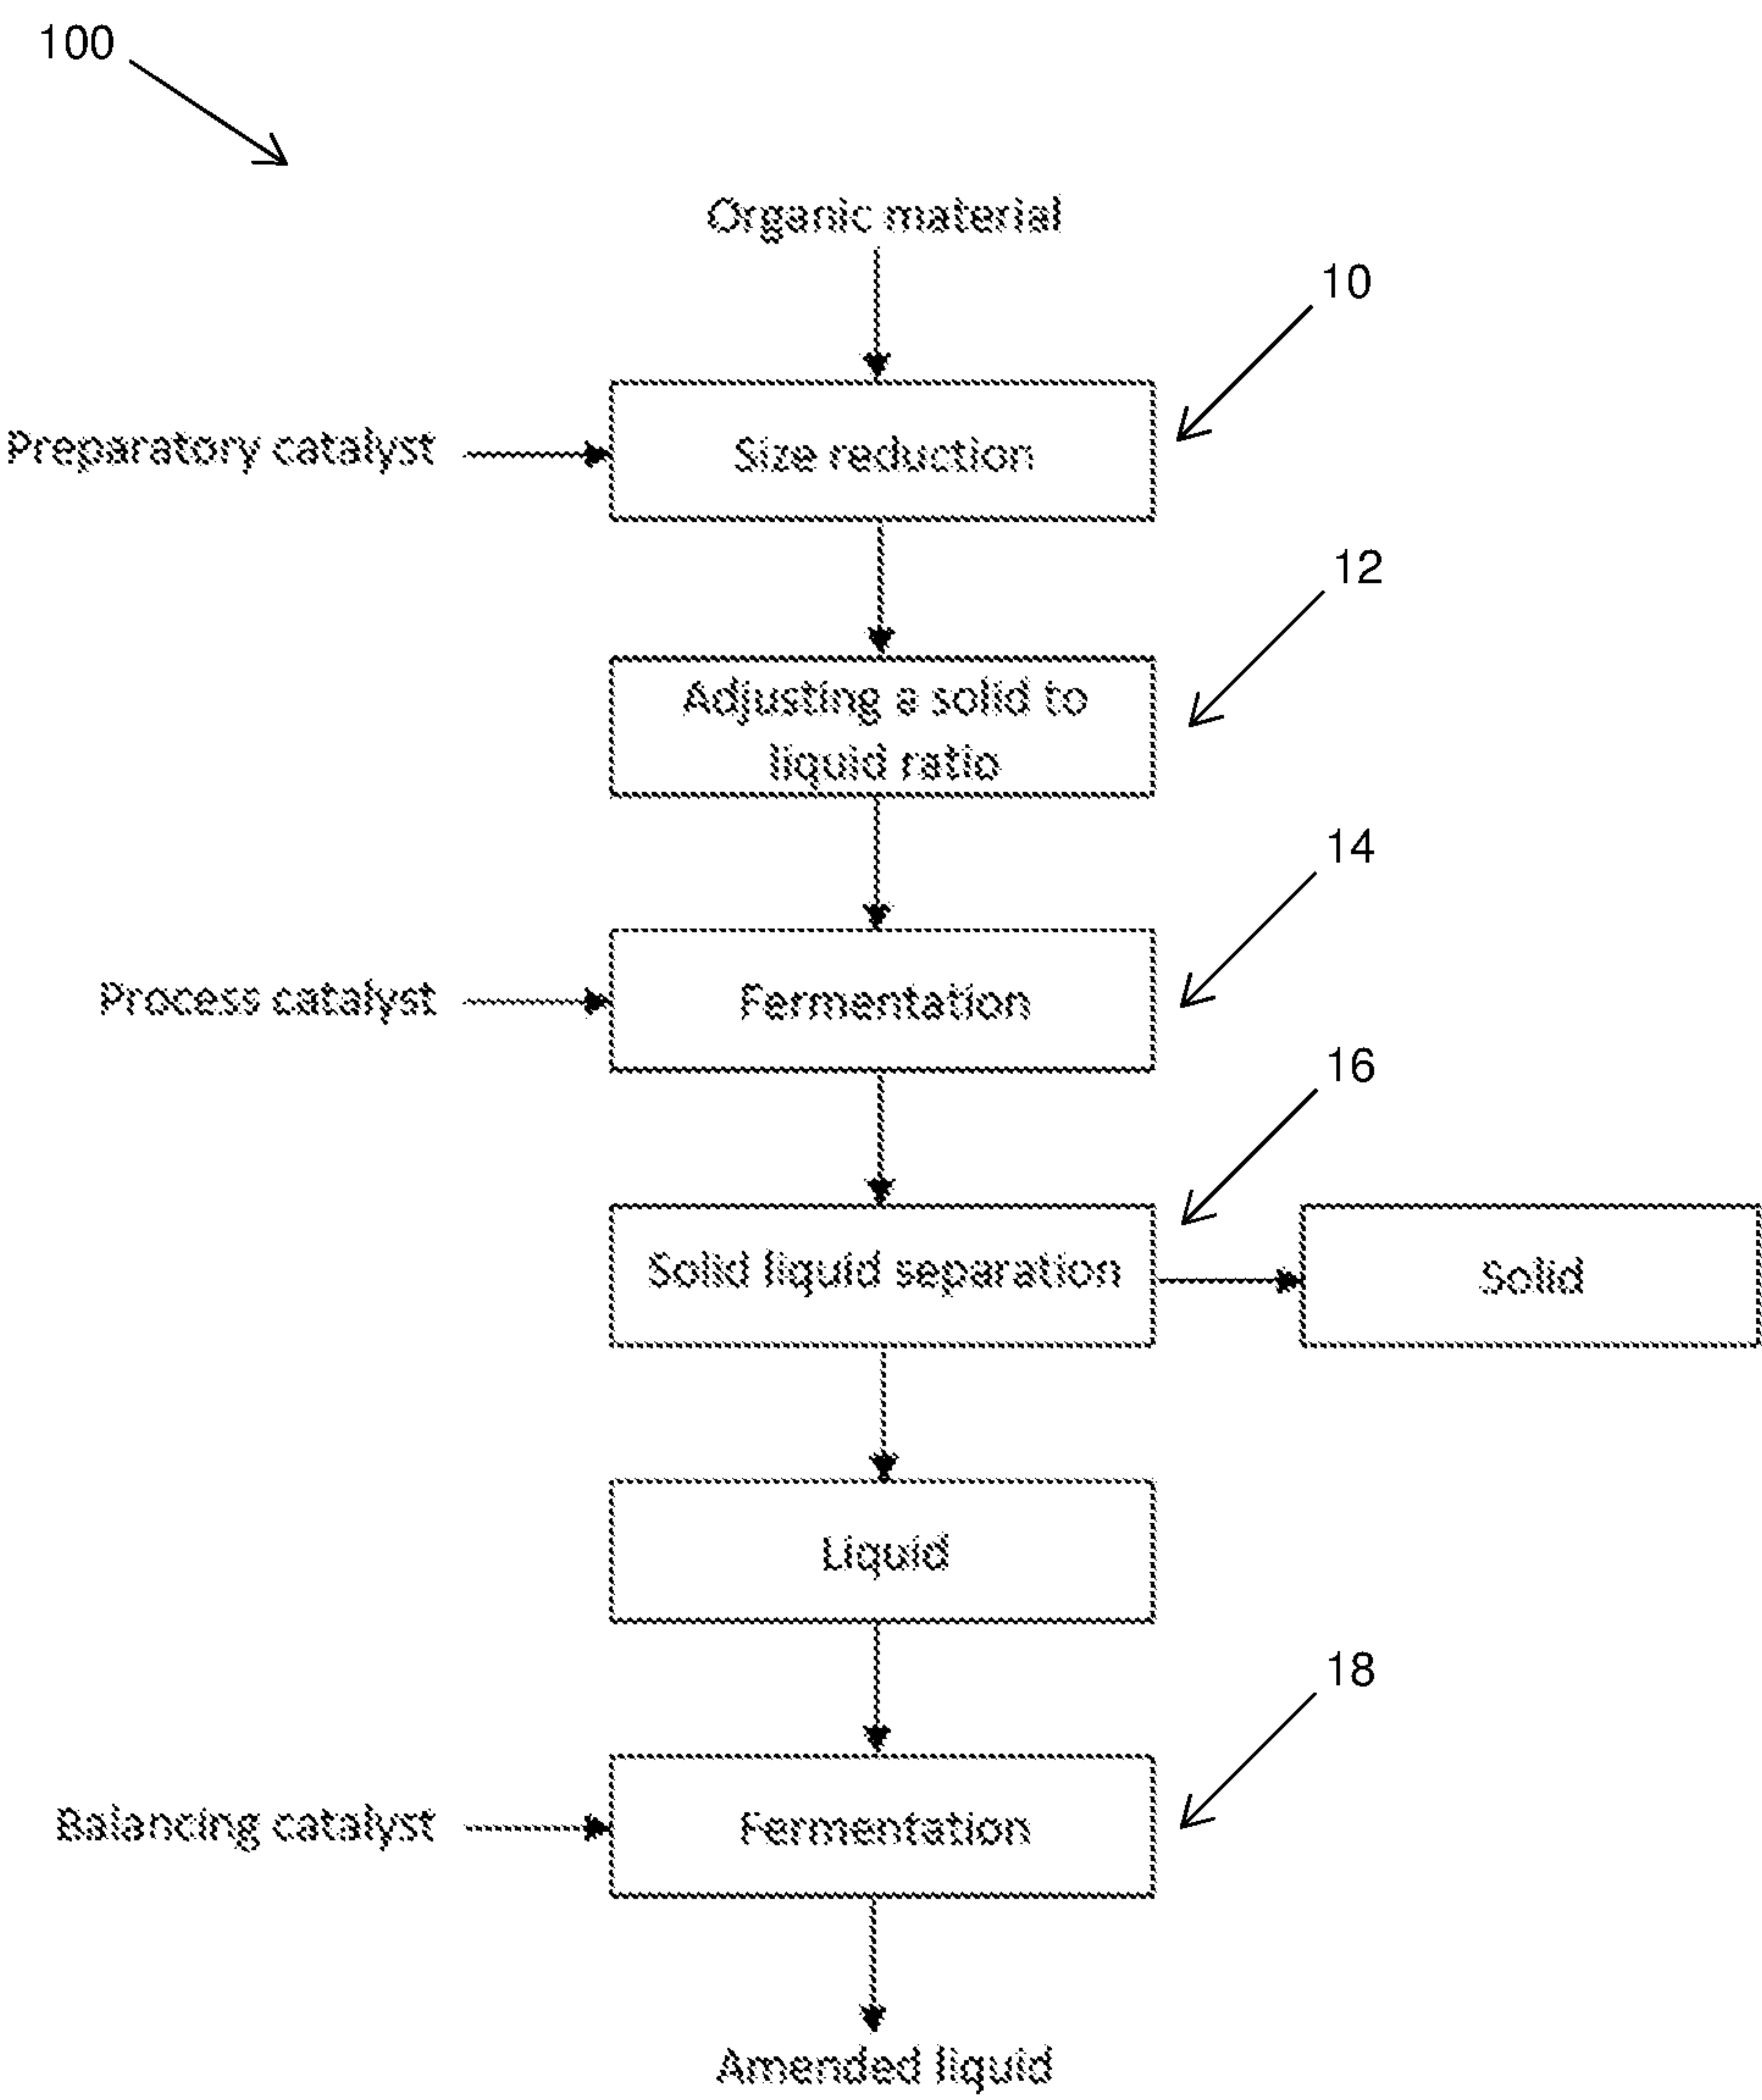 100
Organic material
10
Preparatory catalyst
Size reduction
12
Adjusting a solid to
liquid ratio
14
Process catalyst
Fermentation
16
Solid liquid separation
Solid
Liquid
18
Balancing catalyst
Fermentation
Amended liquid